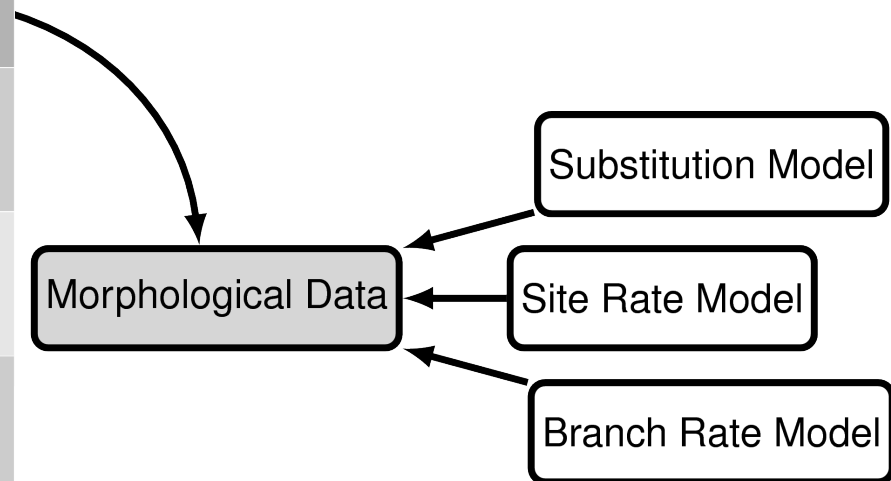 Substitution Model
Morphological Data
Site Rate Model
Branch Rate Model